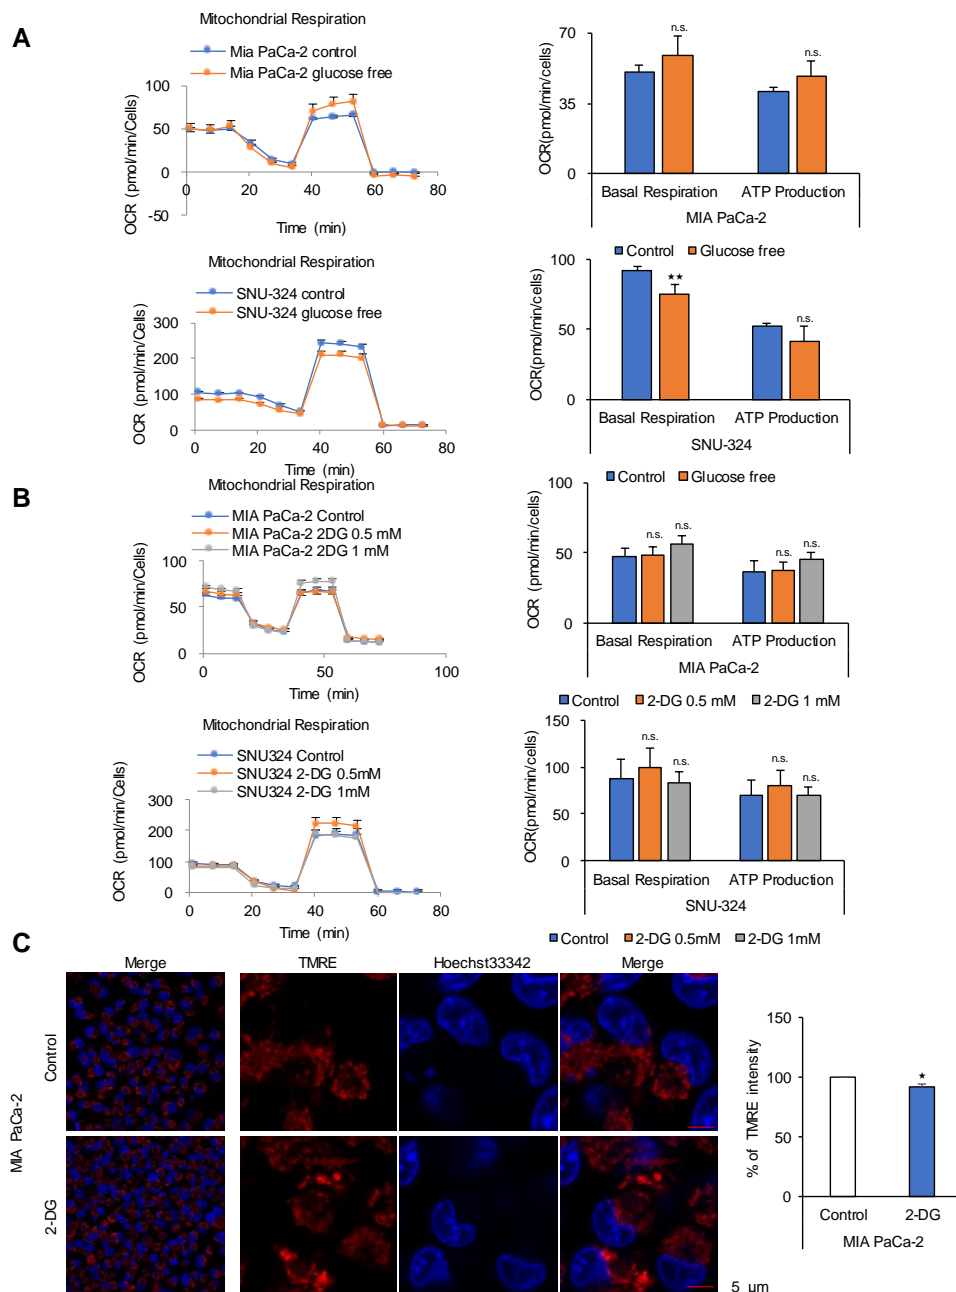 A
Mitochondrial Respiration
Mia PaCa-2 control
Mia PaCa-2 glucose free
OCR (pmol/min/Cells)
100
50
0
-50
0 20 40 60 80
Time (min)
OCR(pmol/min/cells)
70
35
0
n.s.
n.s.
Basal Respiration ATP Production
MIA PaCa-2
Control Glucose free
Mitochondrial Respiration
SNU-324 control
SNU-324 glucose free
OCR (pmol/min/Cells)
300
200
100
0
0 20 40 60 80
Time (min)
OCR(pmol/min/cells)
100
50
0
★★
n.s.
Basal Respiration ATP Production
SNU-324
Control Glucose free
B
Mitochondrial Respiration
MIA PaCa-2 Control
MIA PaCa-2 2DG 0.5 mM
MIA PaCa-2 2DG 1 mM
OCR (pmol/min/Cells)
100
50
0
0 50 100
Time (min)
OCR (pmol/min/cells)
100
50
0
n.s. n.s.
n.s. n.s.
Basal Respiration ATP Production
MIA PaCa-2
Control 2-DG 0.5 mM 2-DG 1 mM
Mitochondrial Respiration
SNU324 Control
SNU324 2-DG 0.5mM
SNU324 2-DG 1mM
OCR (pmol/min/Cells)
300
200
100
0
0 20 40 60 80
Time (min)
OCR(pmol/min/cells)
150
100
50
0
n.s. n.s.
n.s. n.s.
Basal Respiration ATP Production
SNU-324
Control 2-DG 0.5mM 2-DG 1mM
C
Merge TMRE Hoechst33342 Merge
MIA PaCa-2
Control
2-DG
5 µm
% of TMRE intensity
150
100
50
0
★
Control 2-DG
MIA PaCa-2